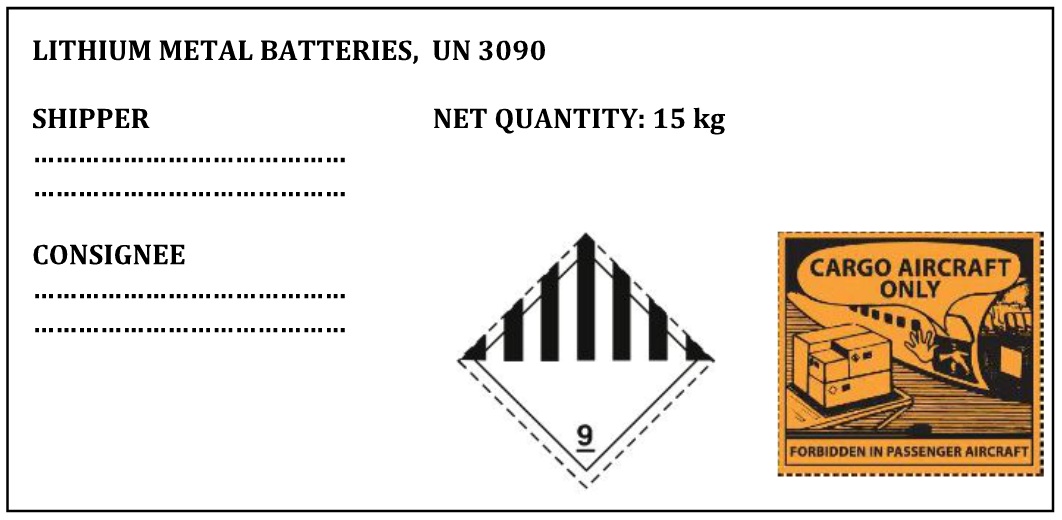 LITHIUM METAL BATTERIES, UN 3090
SHIPPER
NET QUANTITY: 15 kg
..........................................
..........................................
CONSIGNEE
..........................................
..........................................
9
CARGO AIRCRAFT
ONLY
FORBIDDEN IN PASSENGER AIRCRAFT